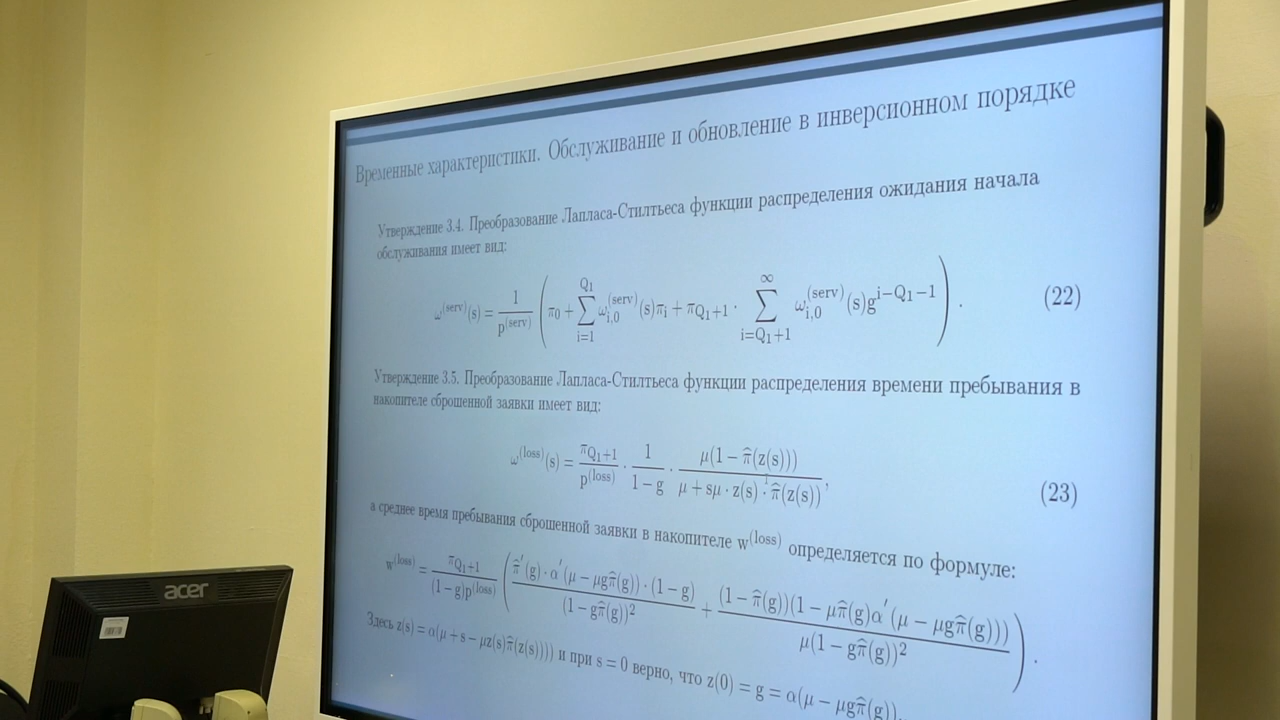 Временные характеристики. Обслуживание и обновление в инверсионном порядке
Утверждение 3.4. Преобразование Лапласа-Стилтьеса функции распределения ожидания начала
обслуживания имеет вид:
ω^(serv)(s) = 1/p^(serv) (π_0 + ∑_{i=1}^{Q_1} ω_{i,0}^(serv)(s)π_i + π_{Q_1+1} · ∑_{i=Q_1+1}^{∞} ω_{i,0}^(serv)(s)g^{i−Q_1−1}). (22)
Утверждение 3.5. Преобразование Лапласа-Стилтьеса функции распределения времени пребывания в
накопителе сброшенной заявки имеет вид:
ω^(loss)(s) = π_{Q_1+1}/p^(loss) · 1/(1−g) · μ(1−π̂(z(s)))/(μ+sμ·z(s)·π̂(z(s))), (23)
а среднее время пребывания сброшенной заявки в накопителе w^(loss) определяется по формуле:
w^(loss) = π_{Q_1+1}/((1−g)p^(loss)) (π̂′(g)·α′(μ−μgπ̂(g))·(1−g)/(1−gπ̂(g))² + (1−π̂(g))(1−μπ̂(g)α′(μ−μgπ̂(g)))/μ(1−gπ̂(g))²).
Здесь z(s) = α(μ+s−μz(s)π̂(z(s)))) и при s = 0 верно, что z(0) = g = α(μ−μgπ̂(g)).
acer